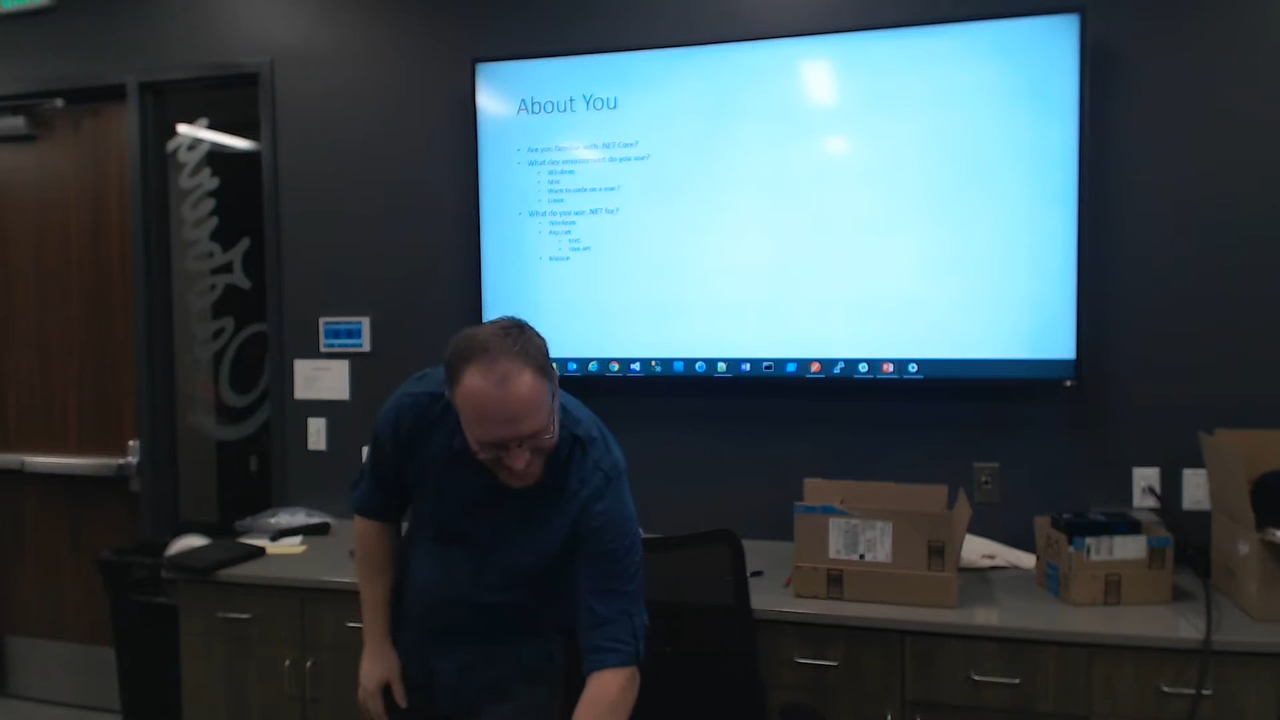 About You
• Are you familiar with .NET Core?
• What dev environment do you use?
• Windows
• Mac
• Want to code on a mac?
• Linux
• What do you use .NET for?
• Windows
• Asp.net
• MVC
• Web API